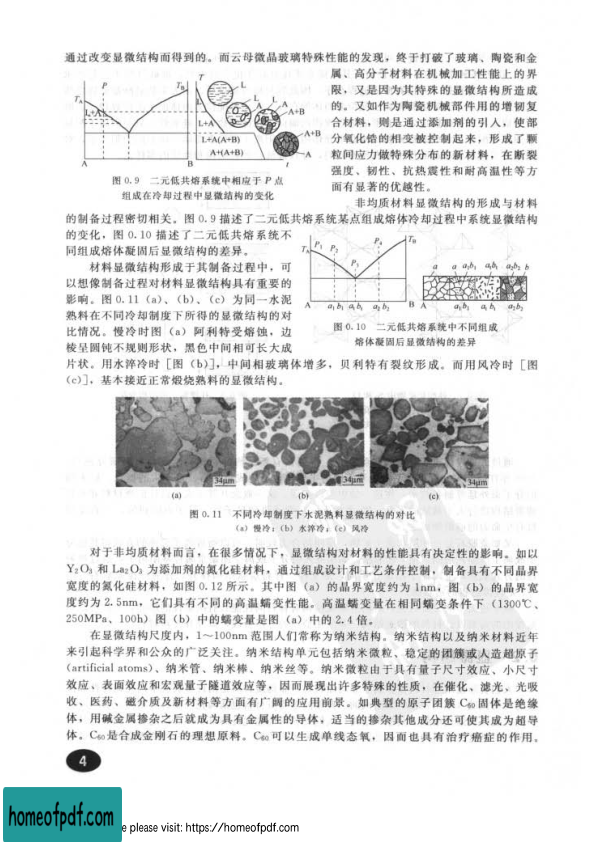 通过改变显微结构而得到的。而云母微晶玻璃特殊性能的发现，终于打破了玻璃、陶瓷和金
属、高分子材料在机械加工性能上的界
限，又是因为其特殊的显微结构所造成
的。又如作为陶瓷机械部件用的增韧复
合材料，则是通过添加剂的引人，使部
分氧化锆的相变被控制起来，形成了颗
粒间应力做特殊分布的新材料，在断裂
强度、韧性、抗热震性和耐高温性等方
面有显著的优越性。
P
T
TA
TB
L
L
L
L
A
A
A+B
L+A
L+A
A+B
L+A(A+B)
A
A+(A+B)
A
B
t
图 0.9 二元低共熔系统中相应于 P 点
组成在冷却过程中显微结构的变化
非均质材料显微结构的形成与材料
的制备过程密切相关。图 0.9 描述了二元低共熔系统某点组成熔体冷却过程中系统显微结构
的变化，图 0.10 描述了二元低共熔系统不
同组成熔体凝固后显微结构的差异。
材料显微结构形成于其制备过程中，可
以想像制备过程对材料显微结构具有重要的
影响。图 0.11（a）、（b）、（c）为同一水泥
熟料在不同冷却制度下所得的显微结构的对
比情况。慢冷时图（a）阿利特受熔蚀，边
棱呈圆钝不规则形状，黑色中间相可长大成
片状。用水淬冷时［图（b）］，中间相玻璃体增多，贝利特有裂纹形成。而用风冷时［图
（c）］，基本接近正常煅烧熟料的显微结构。
TA
P1
P2
P3
P4
TB
A
a1 b1
a2 b2
B
a
a
a1b1
a2b2
b
A
a1b1
a2b2
图 0.10 二元低共熔系统中不同组成
熔体凝固后显微结构的差异
34μm
34μm
34μm
(a)
(b)
(c)
图 0.11 不同冷却制度下水泥熟料显微结构的对比
(a) 慢冷；(b) 水淬冷；(c) 风冷
对于非均质材料而言，在很多情况下，显微结构对材料的性能具有决定性的影响。如以
Y2O3 和 La2O3 为添加剂的氮化硅材料，通过组成设计和工艺条件控制，制备具有不同晶界
宽度的氮化硅材料，如图 0.12 所示。其中图（a）的晶界宽度约为 1nm，图（b）的晶界宽
度约为 2.5nm，它们具有不同的高温蠕变性能。高温蠕变量在相同蠕变条件下（1300℃、
250MPa、100h）图（b）中的蠕变量是图（a）中的 2.4 倍。
在显微结构尺度内，1～100nm 范围人们常称为纳米结构。纳米结构以及纳米材料近年
来引起科学界和公众的广泛关注。纳米结构单元包括纳米微粒、稳定的团簇或人造超原子
(artificial atoms)、纳米管、纳米棒、纳米丝等。纳米微粒由于具有量子尺寸效应、小尺寸
效应、表面效应和宏观量子隧道效应等，因而展现出许多特殊的性质，在催化、滤光、光吸
收、医药、磁介质及新材料等方面有广阔的应用前景。如典型的原子团簇 C60 固体是绝缘
体，用碱金属掺杂之后就成为具有金属性的导体，适当的掺杂其他成分还可使其成为超导
体。C60 是合成金刚石的理想原料。C60 可以生成单线态氧，因而也具有治疗癌症的作用。
4
homeofpdf.com
e please visit: https://homeofpdf.com